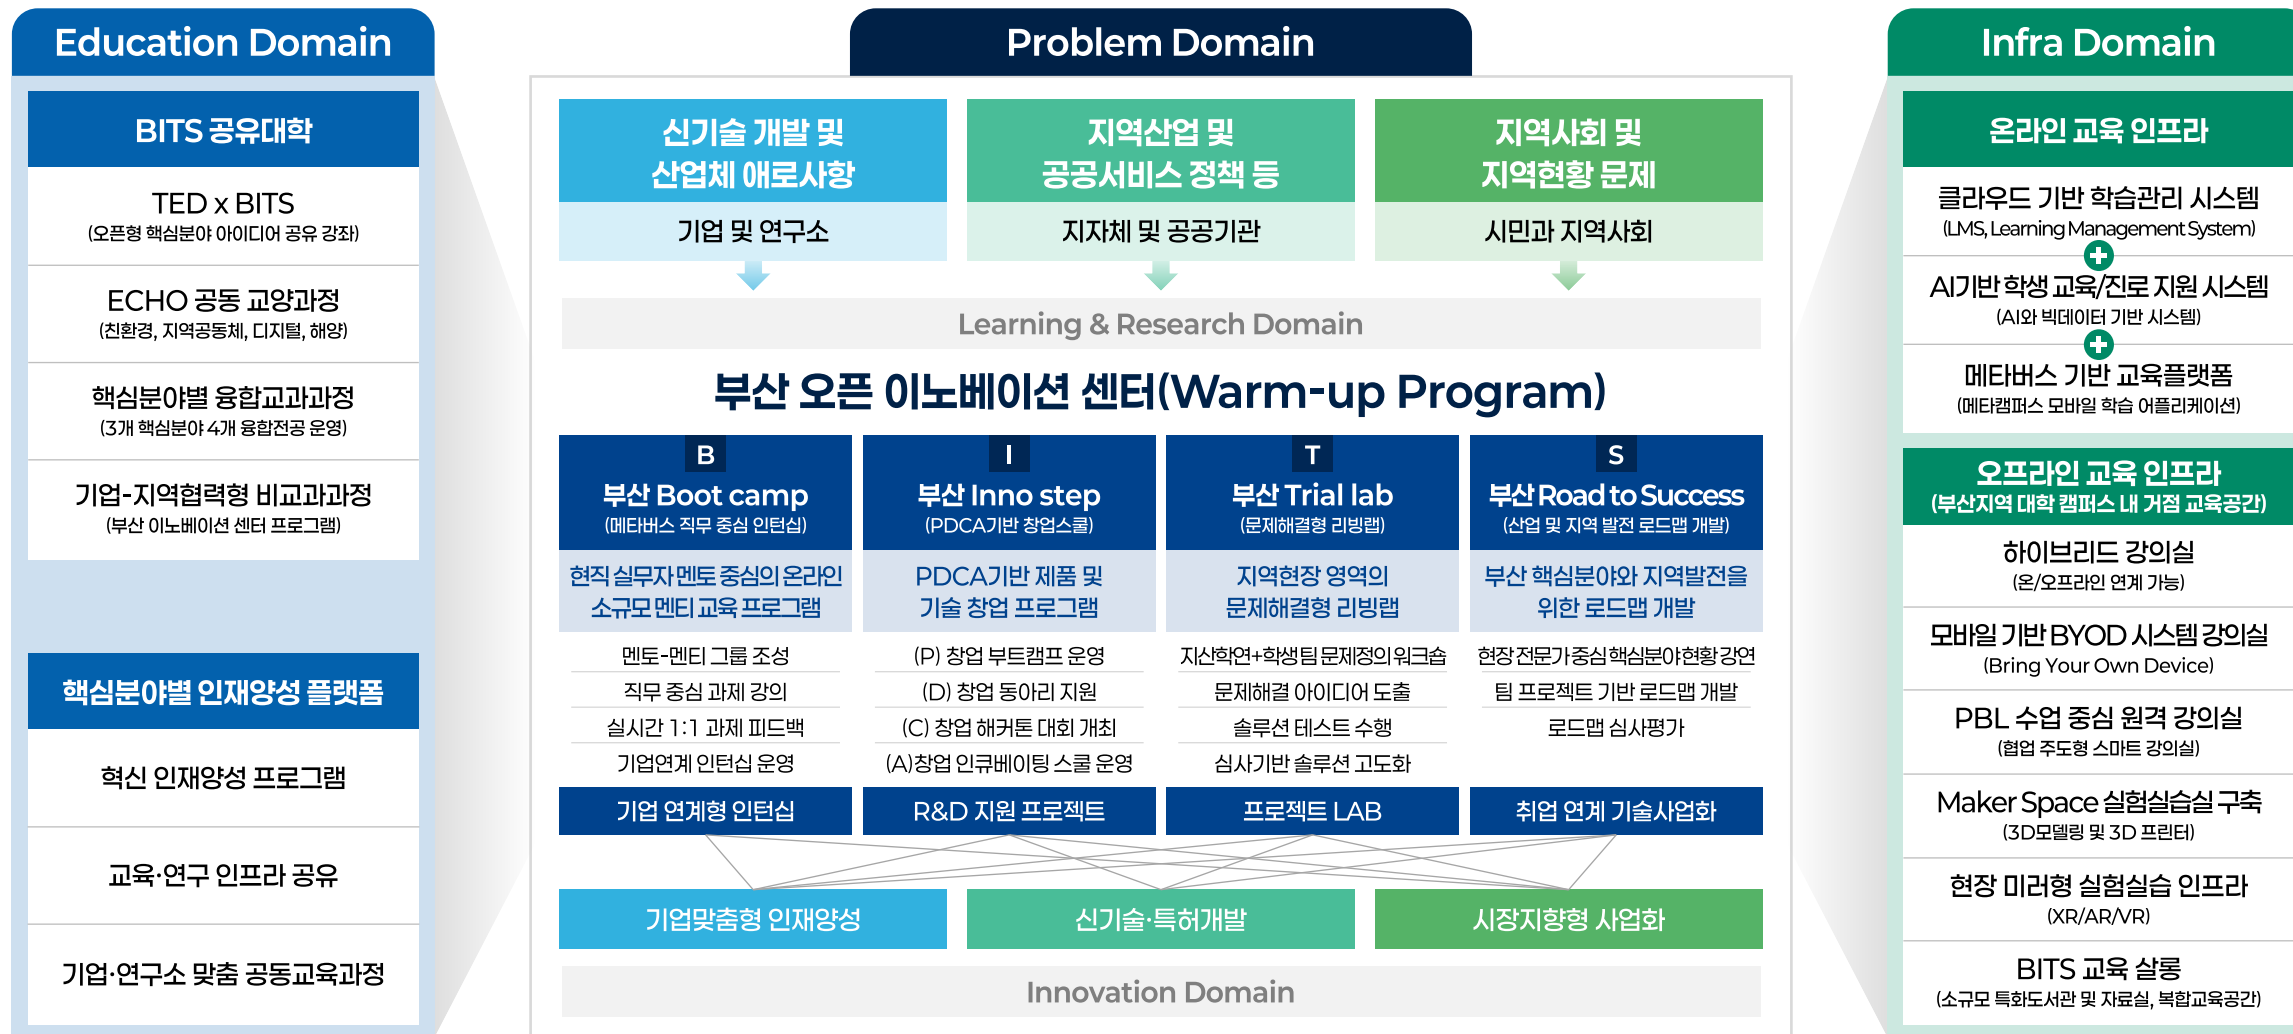 Education Domain
BITS 공유대학
TED x BITS
(오픈형 핵심분야 아이디어 공유 강좌)
ECHO 공동 교양과정
(친환경, 지역공동체, 디지털, 해양)
핵심분야별 융합교과과정
(3개 핵심분야 4개 융합전공 운영)
기업-지역협력형 비교과과정
(부산 이노베이션 센터 프로그램)
핵심분야별 인재양성 플랫폼
혁신 인재양성 프로그램
교육·연구 인프라 공유
기업·연구소 맞춤 공동교육과정
Problem Domain
신기술 개발 및
산업체 애로사항
기업 및 연구소
지역산업 및
공공서비스 정책 등
지자체 및 공공기관
지역사회 및
지역현황 문제
시민과 지역사회
Learning & Research Domain
부산 오픈 이노베이션 센터(Warm-up Program)
B
부산 Boot camp
(메타버스 직무 중심 인턴십)
현직 실무자 멘토 중심의 온라인
소규모 멘티 교육 프로그램
멘토-멘티 그룹 조성
직무 중심 과제 강의
실시간 1:1 과제 피드백
기업연계 인턴십 운영
기업 연계형 인턴십
I
부산 Inno step
(PDCA기반 창업스쿨)
PDCA기반 제품 및
기술 창업 프로그램
(P) 창업 부트캠프 운영
(D) 창업 동아리 지원
(C) 창업 해커톤 대회 개최
(A)창업 인큐베이팅 스쿨 운영
R&D 지원 프로젝트
T
부산 Trial lab
(문제해결형 리빙랩)
지역현장 영역의
문제해결형 리빙랩
지산학연+학생팀 문제정의 워크숍
문제해결 아이디어 도출
솔루션 테스트 수행
심사기반 솔루션 고도화
프로젝트 LAB
S
부산 Road to Success
(산업 및 지역 발전 로드맵 개발)
부산 핵심분야와 지역발전을
위한 로드맵 개발
현장 전문가 중심 핵심분야 현황 강연
팀 프로젝트 기반 로드맵 개발
로드맵 심사평가
취업 연계 기술사업화
기업맞춤형 인재양성
신기술·특허개발
시장지향형 사업화
Innovation Domain
Infra Domain
온라인 교육 인프라
클라우드 기반 학습관리 시스템
(LMS, Learning Management System)
AI기반 학생 교육/진로 지원 시스템
(AI와 빅데이터 기반 시스템)
메타버스 기반 교육플랫폼
(메타캠퍼스 모바일 학습 어플리케이션)
오프라인 교육 인프라
(부산지역 대학 캠퍼스 내 거점 교육공간)
하이브리드 강의실
(온/오프라인 연계 가능)
모바일 기반 BYOD 시스템 강의실
(Bring Your Own Device)
PBL 수업 중심 원격 강의실
(협업 주도형 스마트 강의실)
Maker Space 실험실습실 구축
(3D모델링 및 3D 프린터)
현장 미러형 실험실습 인프라
(XR/AR/VR)
BITS 교육 살롱
(소규모 특화도서관 및 자료실, 복합교육공간)